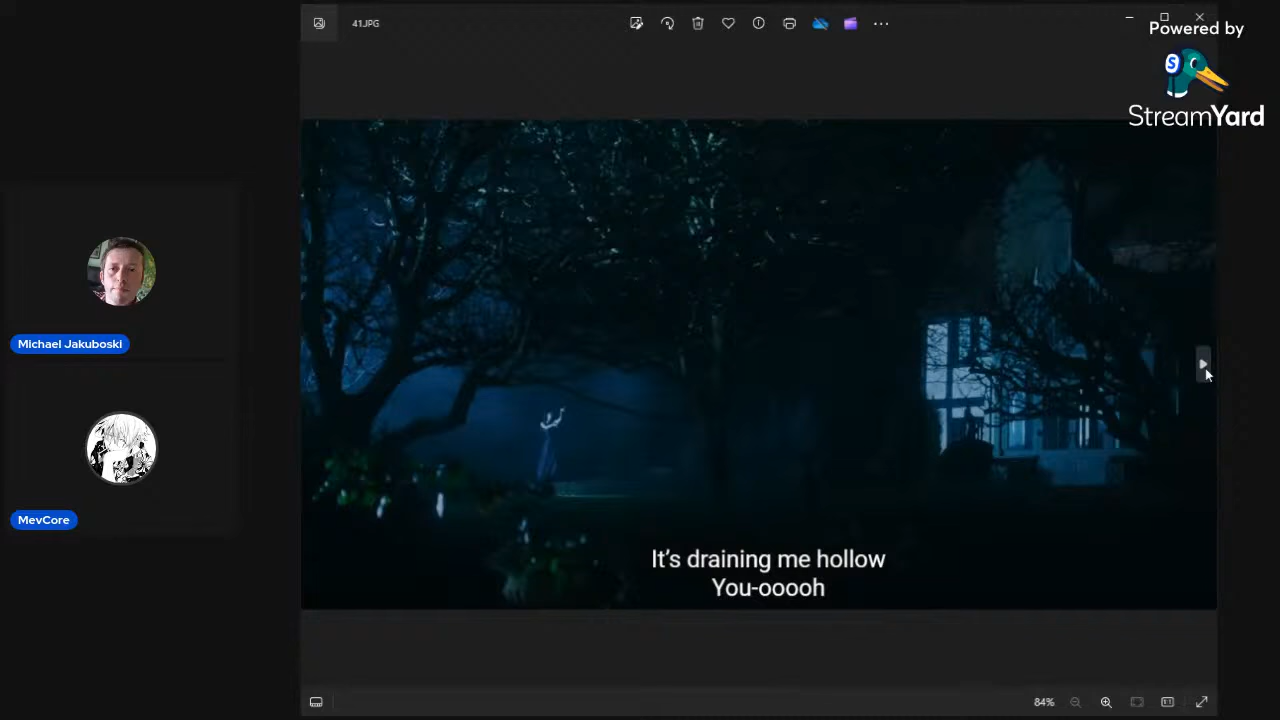 41.JPG
Powered by
S
StreamYard
Michael Jakuboski
MevCore
It's draining me hollow
You-ooooh
84%